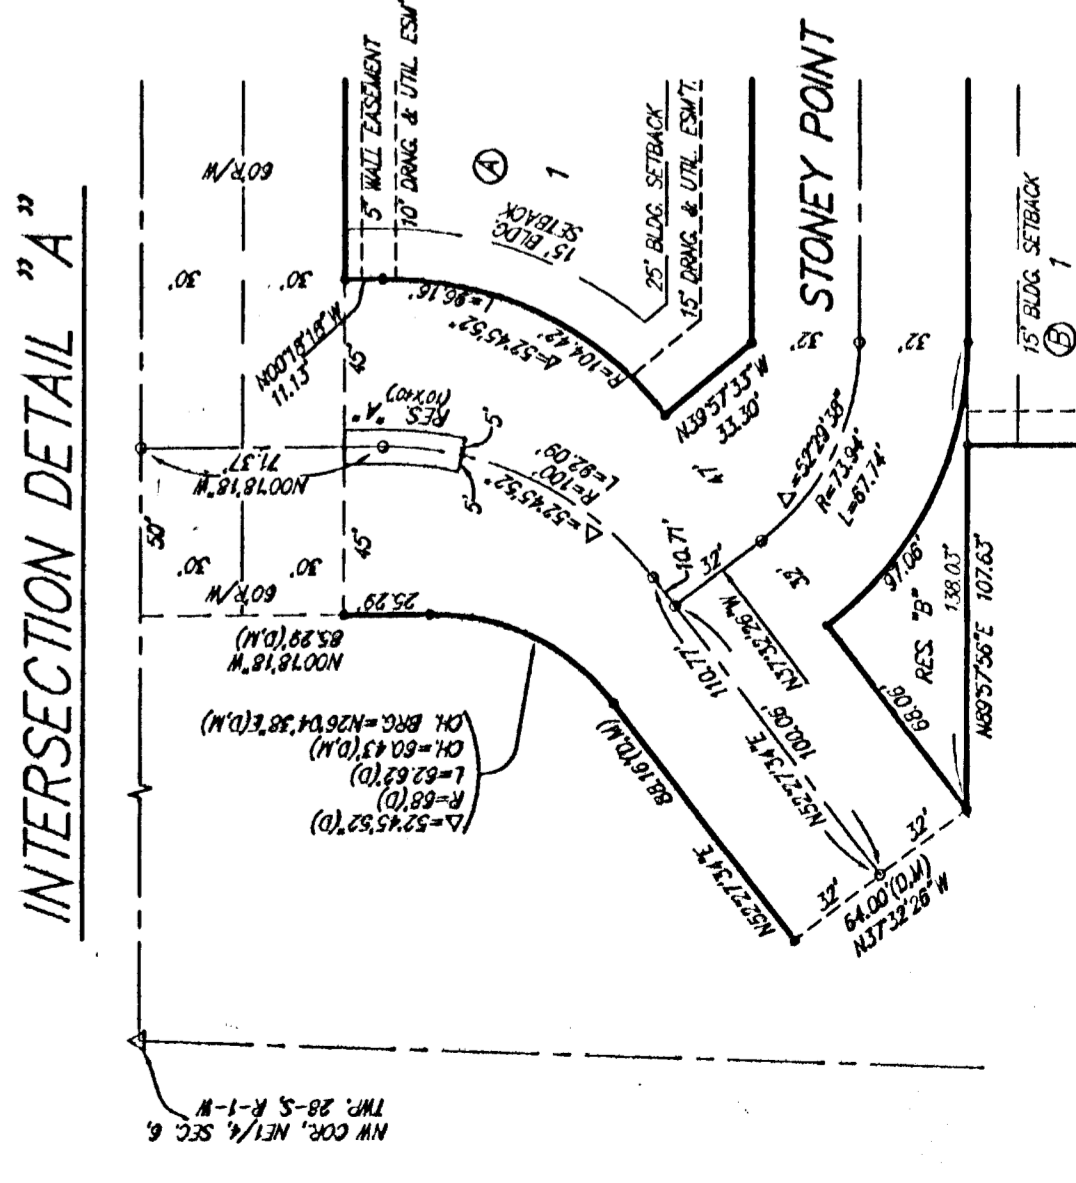 INTERSECTION DETAIL "A"
60'R/W
5' WALL EASEMENT
10' DRNG. & UTIL. ESM'T
30'
30'
N00°18'18"W
11.13'
45'
15' BLDG.
SETBACK
A
1
25' BLDG. SETBACK
15' DRNG. & UTIL. ESM'T.
STONEY POINT
L=96.16'
Δ=52°45'52"
R=104.42'
RES. "A"
(10'X40')
5'
5'
N00°18'18"W
71.37'
50'
30'
30'
60'R/W
45'
25.29'
N00°18'18"W
85.29'(D,M)
Δ=52°45'52"
R=100'
L=92.09'
N39°57'33"W
33.30'
47'
32'
32'
15' BLDG. SETBACK
B
1
Δ=52°29'38"
R=73.94'
L=67.74'
10.71'
32'
32'
N37°32'26"W
97.06'
138.03'
RES. "B"
N89°57'56"E 107.63'
68.06'
110.77'
N52°27'34"E
100.06'
88.16'(D,M)
N52°27'34"E
32'
32'
64.00'(D,M)
N37°32'26"W
Δ=52°45'52"(D)
R=68'(D)
L=62.62'(D)
CH.=60.43'(D,M)
CH. BRG.=N26°04'38"E(D,M)
NW COR, NE1/4, SEC. 6,
TWP. 28-S, R-1-W